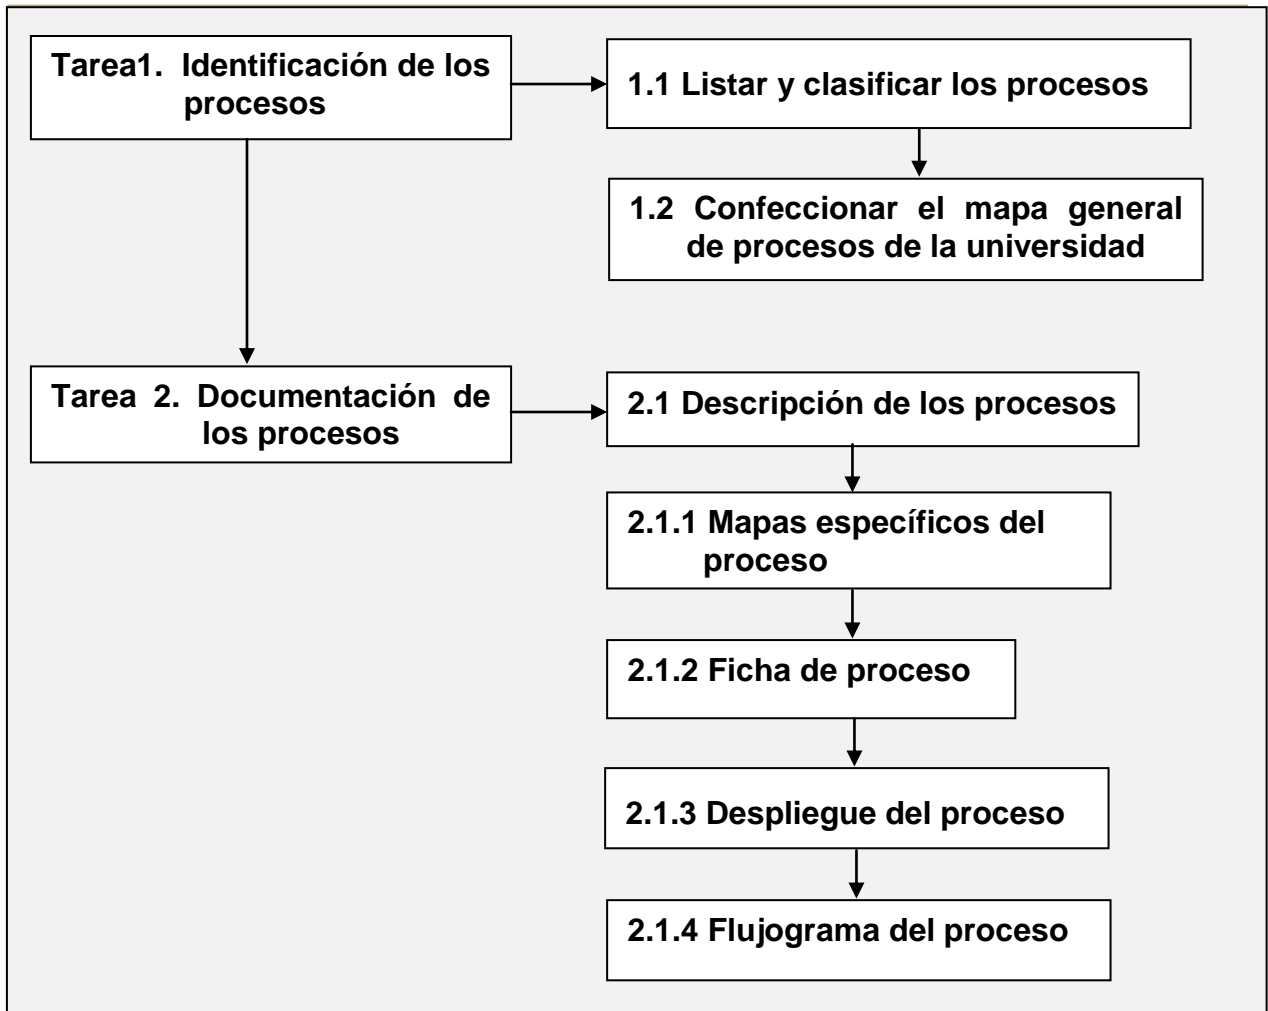 Tarea1. Identificación de los
procesos
1.1 Listar y clasificar los procesos
1.2 Confeccionar el mapa general
de procesos de la universidad
Tarea 2. Documentación de
los procesos
2.1 Descripción de los procesos
2.1.1 Mapas específicos del
proceso
2.1.2 Ficha de proceso
2.1.3 Despliegue del proceso
2.1.4 Flujograma del proceso